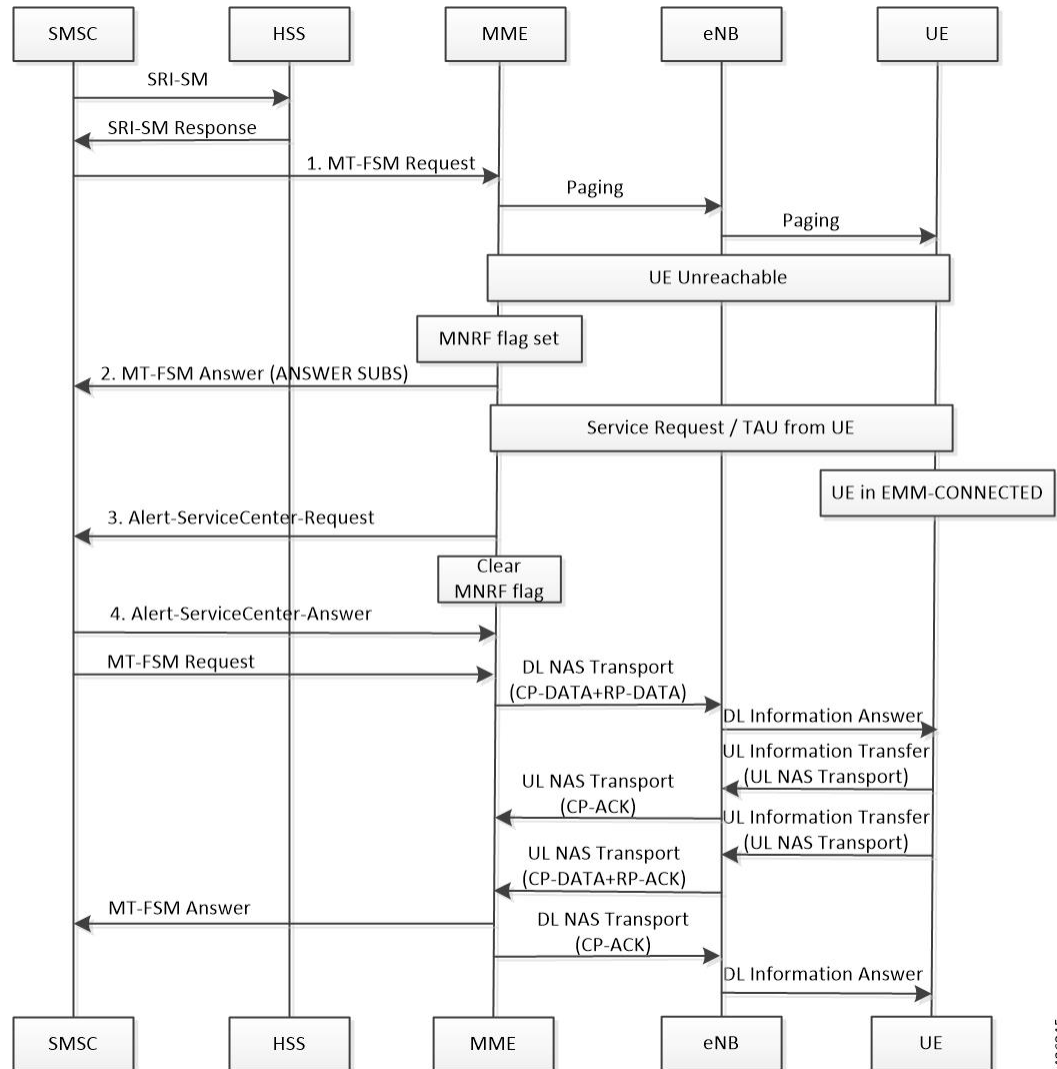 SMSC
HSS
MME
eNB
UE
SRI-SM
SRI-SM Response
1. MT-FSM Request
Paging
Paging
UE Unreachable
MNRF flag set
2. MT-FSM Answer (ANSWER SUBS)
Service Request / TAU from UE
UE in EMM-CONNECTED
3. Alert-ServiceCenter-Request
Clear
MNRF flag
4. Alert-ServiceCenter-Answer
MT-FSM Request
DL NAS Transport
(CP-DATA+RP-DATA)
DL Information Answer
UL Information Transfer
(UL NAS Transport)
UL NAS Transport
(CP-ACK)
UL Information Transfer
(UL NAS Transport)
UL NAS Transport
(CP-DATA+RP-ACK)
MT-FSM Answer
DL NAS Transport
(CP-ACK)
DL Information Answer
SMSC
HSS
MME
eNB
UE